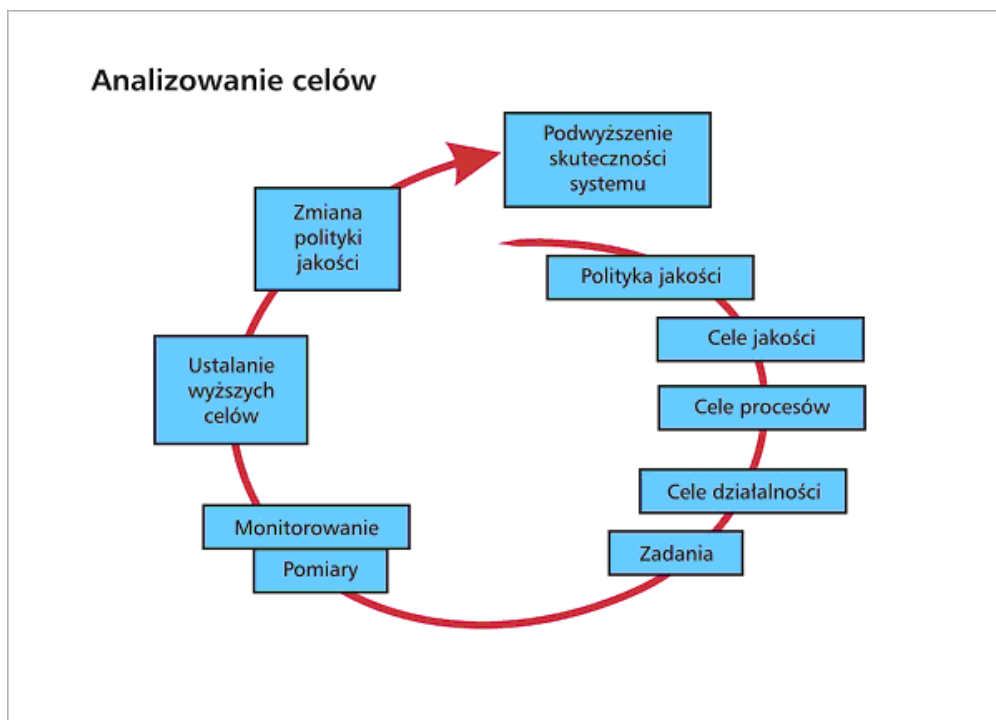 Analizowanie celów
Podwyższenie
skuteczności
systemu
Zmiana
polityki
jakości
Polityka jakości
Cele jakości
Ustalanie
wyższych
celów
Cele procesów
Cele działalności
Monitorowanie
Zadania
Pomiary